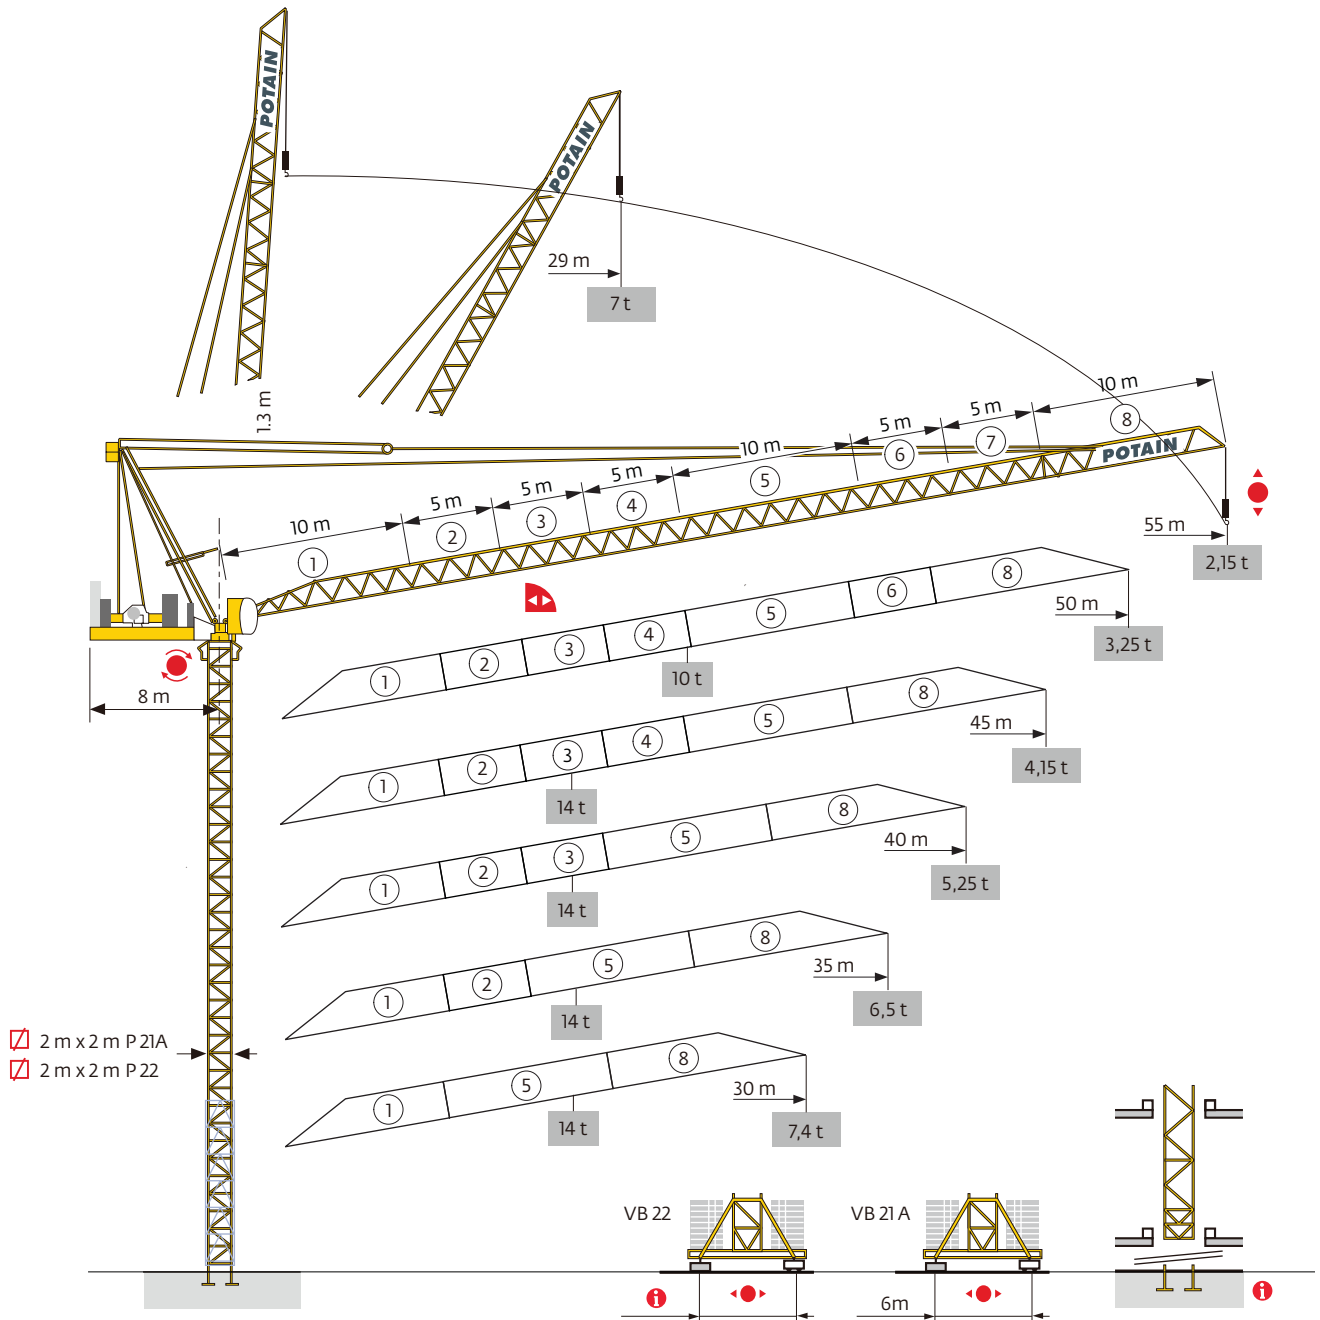 POTAIN
POTAIN
29 m
7 t
1.3 m
10 m
8
5 m
7
5 m
6
10 m
5
5 m
4
5 m
3
5 m
2
10 m
1
POTAIN
55 m
2,15 t
8 m
1
2
3
4
5
6
8
50 m
3,25 t
10 t
1
2
3
4
5
8
45 m
4,15 t
14 t
1
2
3
5
8
40 m
5,25 t
14 t
1
2
5
8
35 m
6,5 t
14 t
1
5
8
30 m
7,4 t
14 t
2 m x 2 m P 21A
2 m x 2 m P 22
VB 22
VB 21 A
i
6m
i